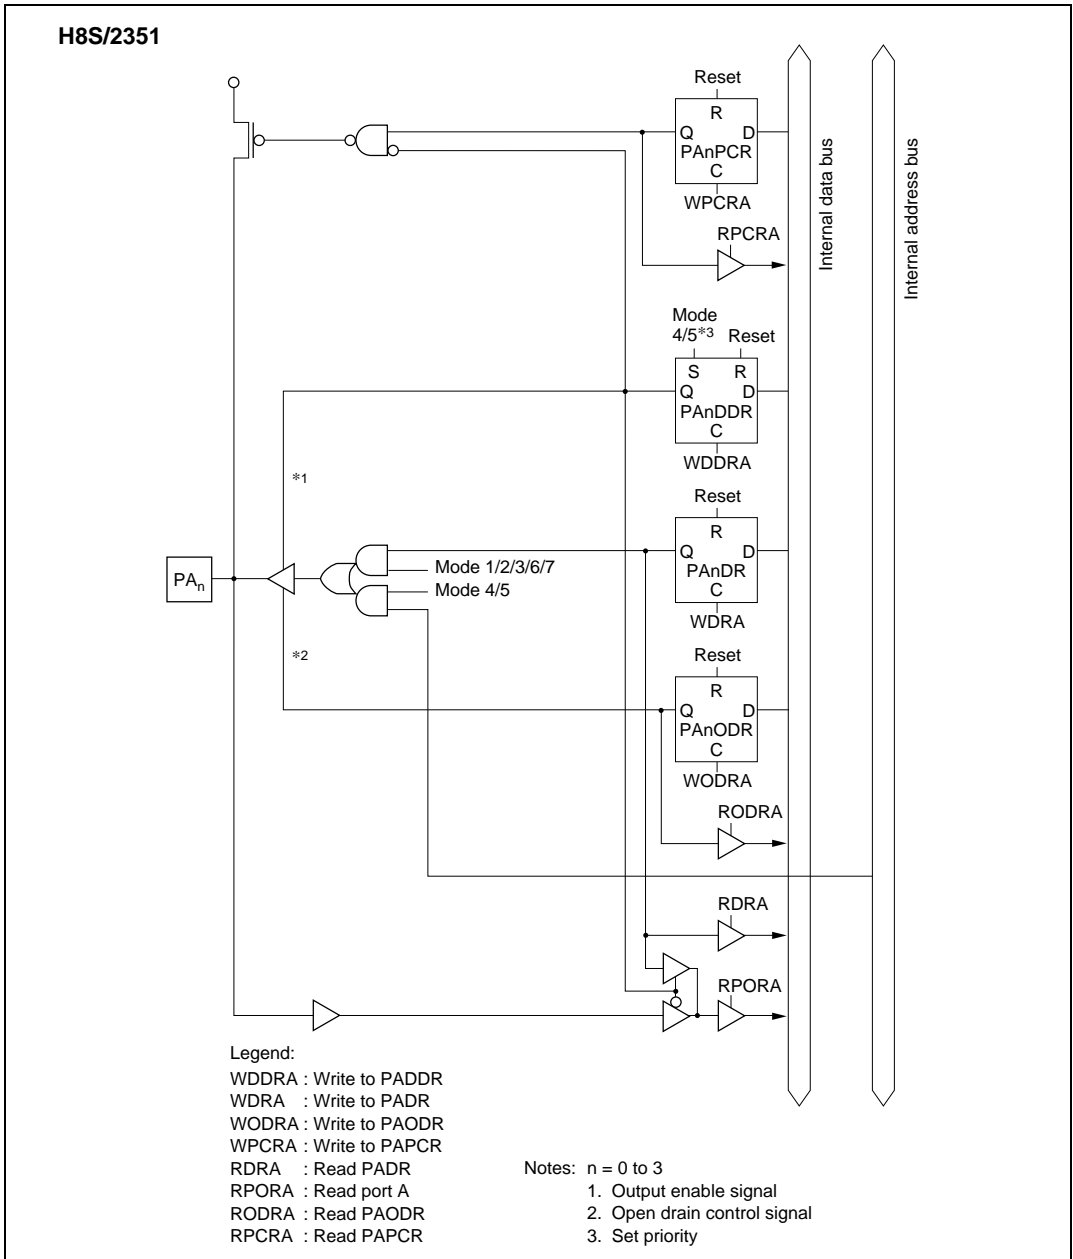 H8S/2351
Reset
R
Q D
PAnPCR
C
WPCRA
RPCRA
Internal data bus
Internal address bus
Mode
4/5*3 Reset
S R
Q D
PAnDDR
C
WDDRA
*1
Reset
R
Q D
PAnDR
C
WDRA
Mode 1/2/3/6/7
Mode 4/5
PAn
*2
Reset
R
Q D
PAnODR
C
WODRA
RODRA
RDRA
RPORA
Legend:
WDDRA : Write to PADDR
WDRA : Write to PADR
WODRA : Write to PAODR
WPCRA : Write to PAPCR
RDRA : Read PADR
RPORA : Read port A
RODRA : Read PAODR
RPCRA : Read PAPCR
Notes: n = 0 to 3
1. Output enable signal
2. Open drain control signal
3. Set priority